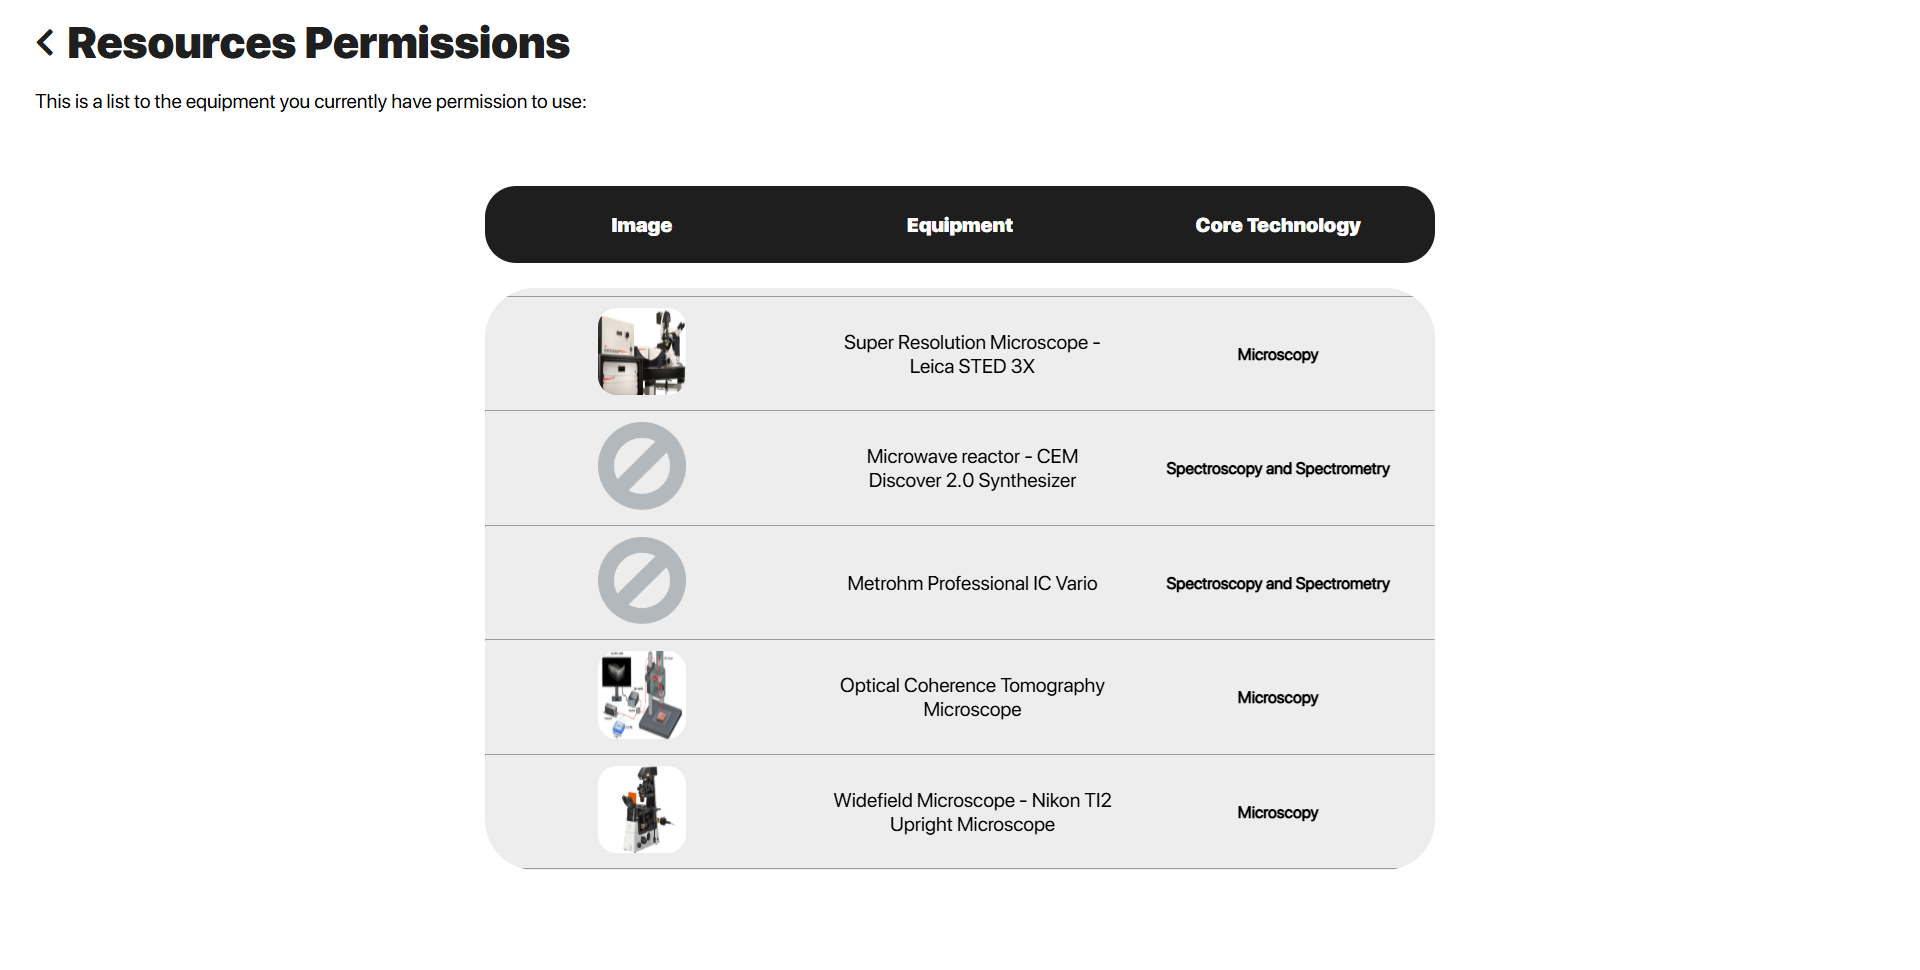 Resources Permissions
This is a list to the equipment you currently have permission to use:
Image Equipment Core Technology
Super Resolution Microscope -
Leica STED 3X
Microscopy
Microwave reactor - CEM
Discover 2.0 Synthesizer
Spectroscopy and Spectrometry
Metrohm Professional IC Vario
Spectroscopy and Spectrometry
Optical Coherence Tomography
Microscope
Microscopy
Widefield Microscope - Nikon TI2
Upright Microscope
Microscopy